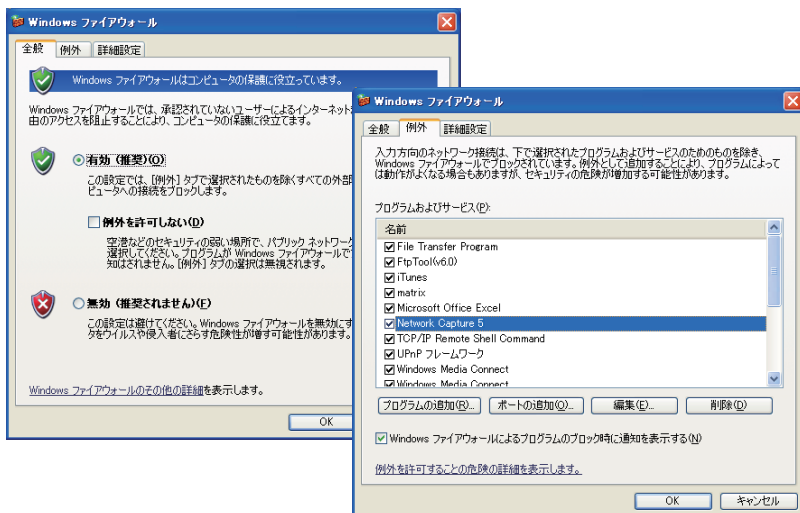 Windows ファイアウォール
全般 例外 詳細設定
Windows ファイアウォールはコンピュータの保護に役立っています。
Windows ファイアウォールでは、承認されていないユーザーによるインターネット
由のアクセスを阻止することにより、コンピュータの保護に役立てます。
有効 (推奨)(O)
この設定では、[例外] タブで選択されたものを除くすべての外部
ピュータへの接続をブロックします。
例外を許可しない(D)
空港などのセキュリティの弱い場所で、パブリック ネットワーク
選択してください。プログラムが Windows ファイアウォールで
知はされません。[例外] タブの選択は無視されます。
無効 (推奨されません)(F)
この設定は避けてください。Windows ファイアウォールを無効にす
タをウイルスや侵入者にさらす危険性が増す可能性があります。
Windows ファイアウォールのその他の詳細を表示します。
OK
Windows ファイアウォール
全般 例外 詳細設定
入力方向のネットワーク接続は、下で選択されたプログラムおよびサービスのためのものを除き、
Windows ファイアウォールでブロックされています。例外として追加することにより、プログラムによって
は動作がよくなる場合もありますが、セキュリティの危険が増加する可能性があります。
プログラムおよびサービス(P):
名前
File Transfer Program
FtpTool(v6.0)
iTunes
matrix
Microsoft Office Excel
Network Capture 5
TCP/IP Remote Shell Command
UPnP フレームワーク
Windows Media Connect
Windows Media Connect
プログラムの追加(R)... ポートの追加(O)... 編集(E)... 削除(D)
Windows ファイアウォールによるプログラムのブロック時に通知を表示する(N)
例外を許可することの危険の詳細を表示します。
OK キャンセル